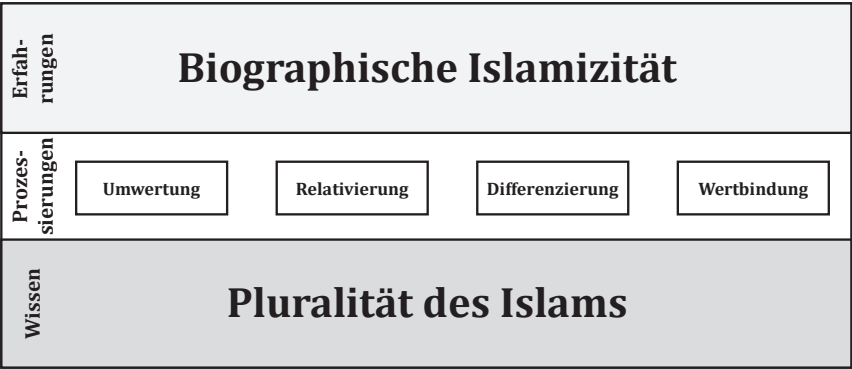 Erfah-
rungen
Biographische Islamizität
Prozes-
sierungen
Umwertung
Relativierung
Differenzierung
Wertbindung
Wissen
Pluralität des Islams